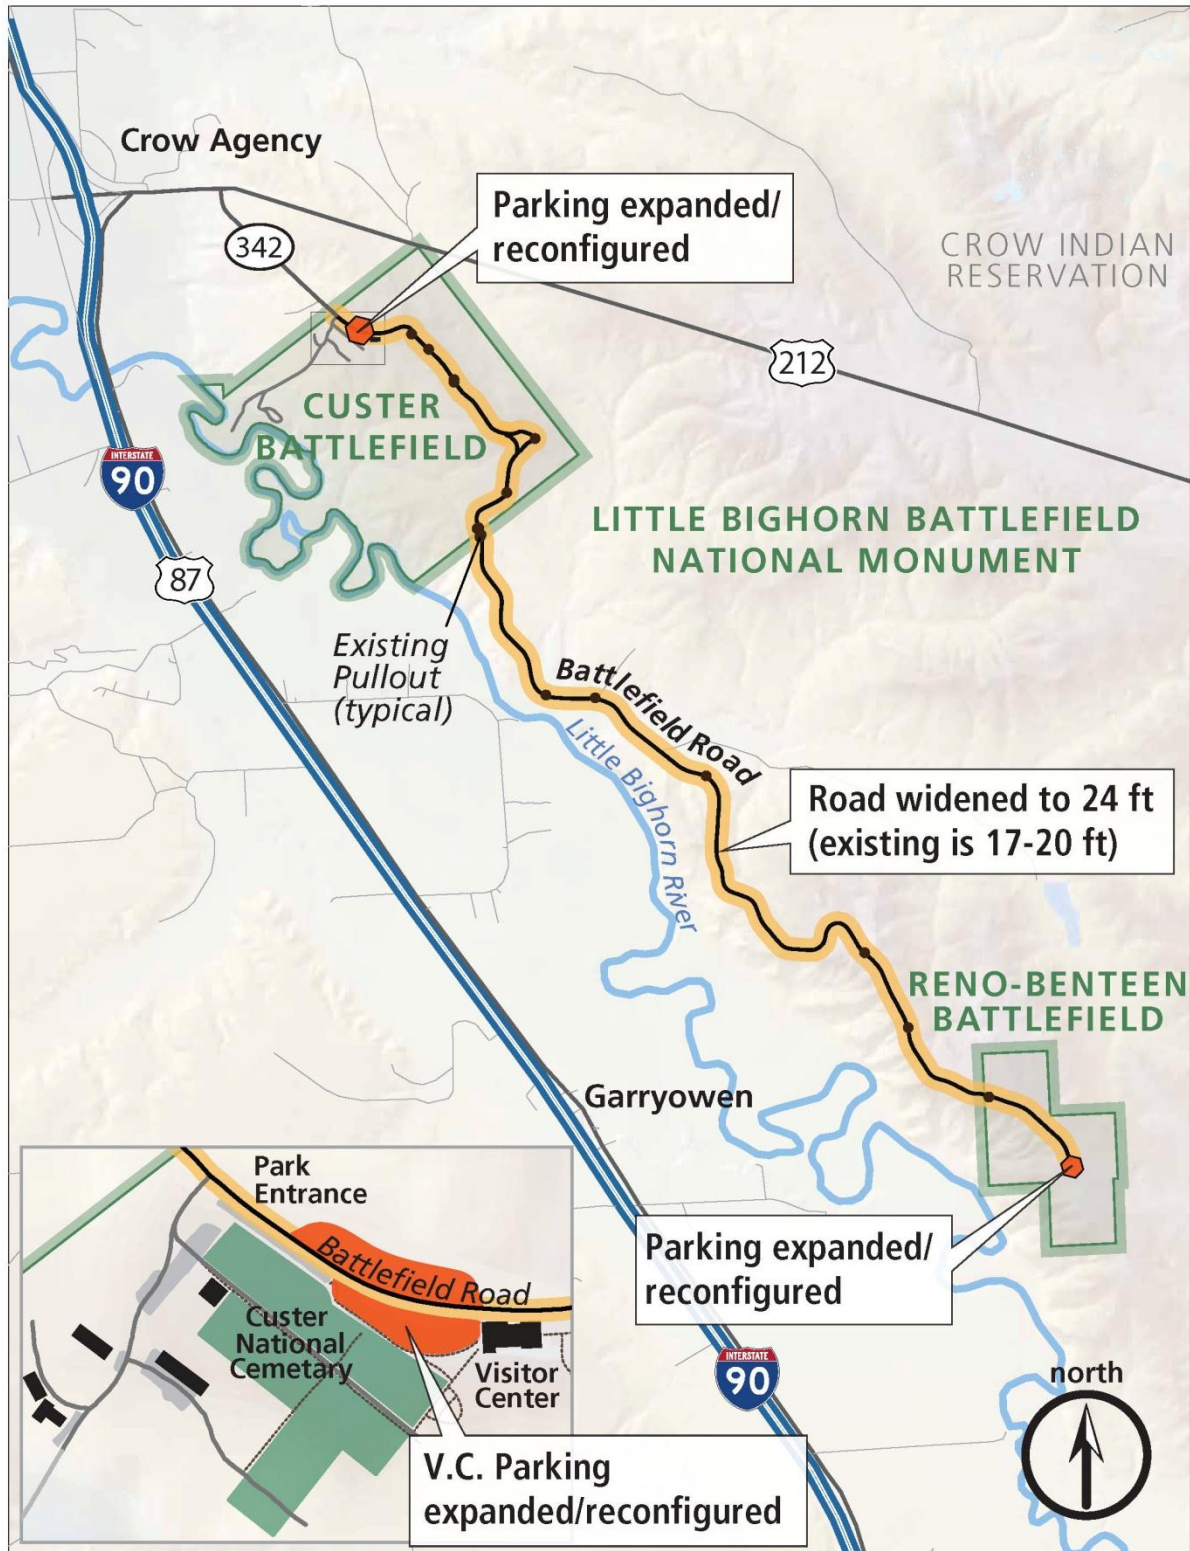 Crow Agency
Parking expanded/
reconfigured
342
CROW INDIAN
RESERVATION
212
CUSTER
BATTLEFIELD
INTERSTATE
90
LITTLE BIGHORN BATTLEFIELD
NATIONAL MONUMENT
87
Existing
Pullout
(typical)
Battlefield Road
Little Bighorn River
Road widened to 24 ft
(existing is 17-20 ft)
RENO-BENTEEN
BATTLEFIELD
Garryowen
Parking expanded/
reconfigured
Park
Entrance
Battlefield Road
Custer
National
Cemetary
Visitor
Center
V.C. Parking
expanded/reconfigured
INTERSTATE
90
north